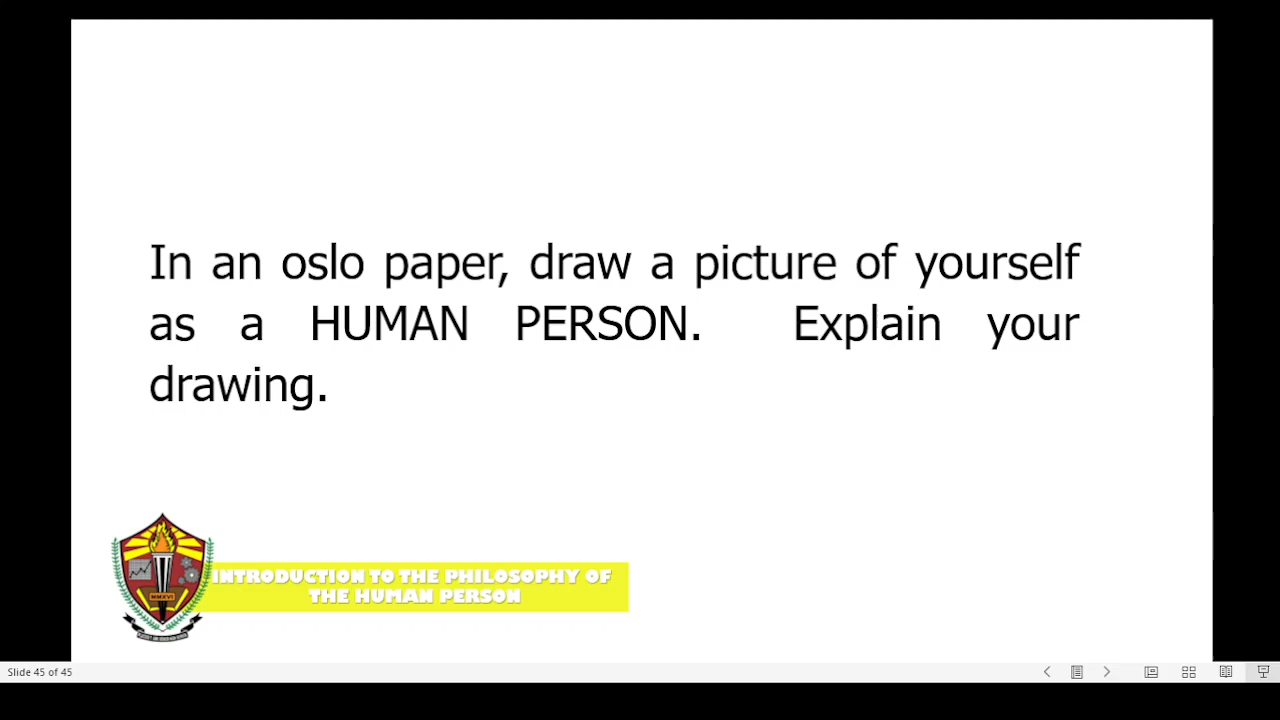 In an oslo paper, draw a picture of yourself
as a HUMAN PERSON. Explain your
drawing.
MMXVI
INTRODUCTION TO THE PHILOSOPHY OF
THE HUMAN PERSON
Slide 45 of 45